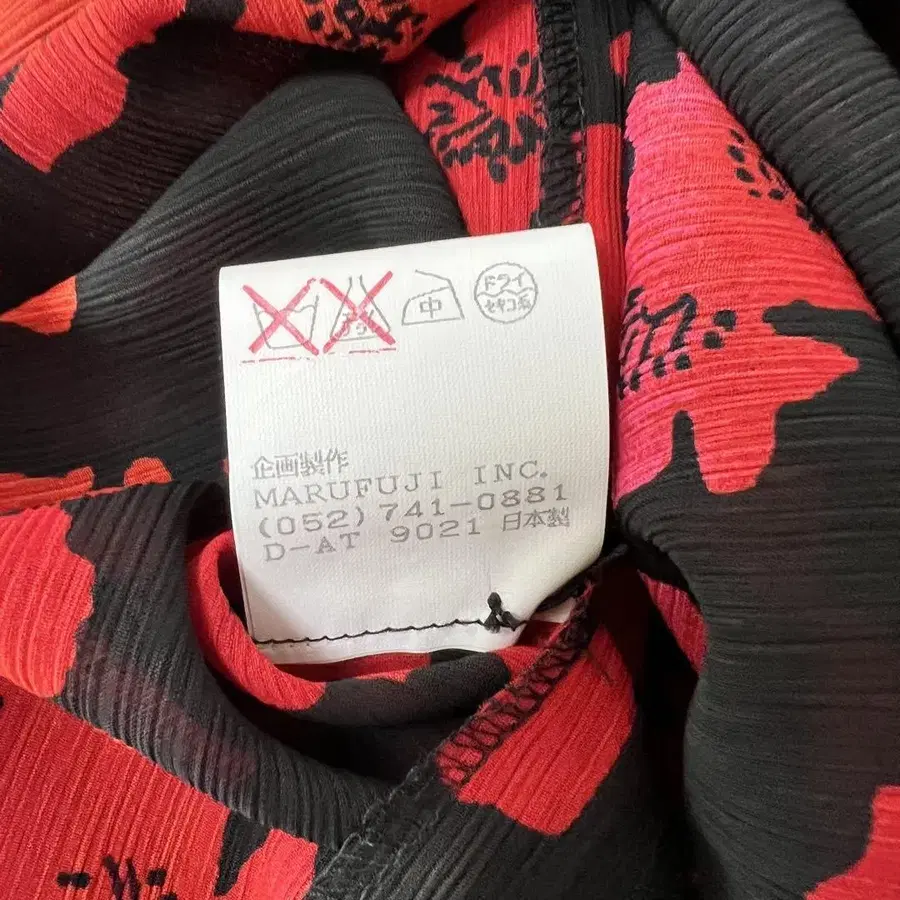 中 ドライ
セキユ系
企画製作
MARUFUJI INC.
(052)741-0881
D-AT 9021 日本製